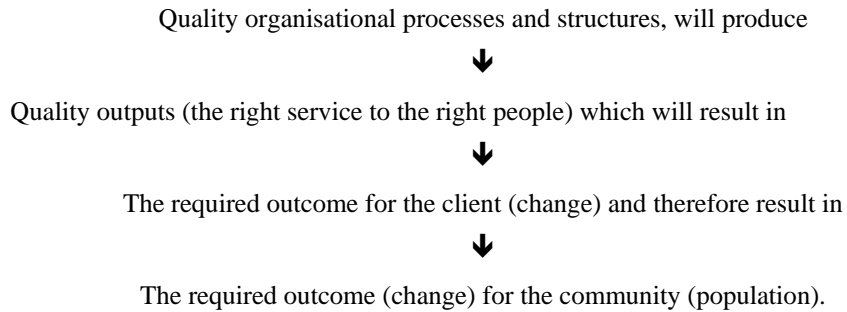 Quality organisational processes and structures, will produce
Quality outputs (the right service to the right people) which will result in
The required outcome for the client (change) and therefore result in
The required outcome (change) for the community (population).